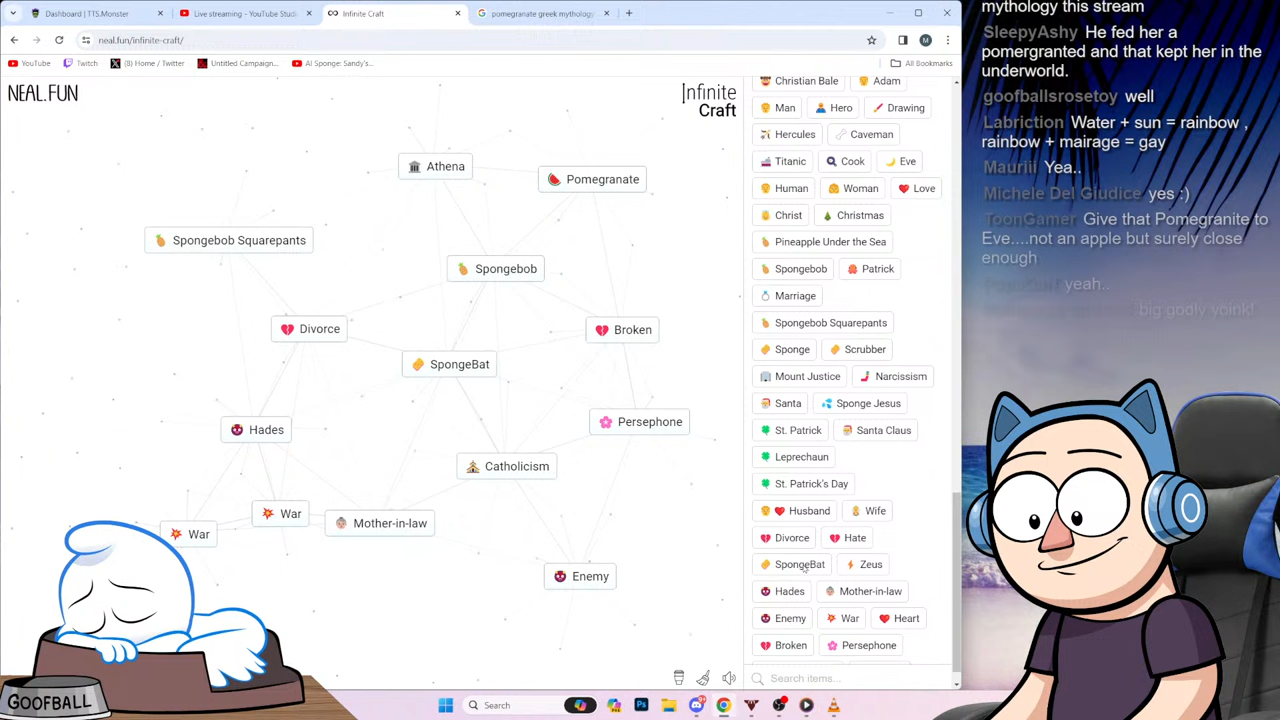 Dashboard | TTS.Monster
Live streaming - YouTube Studi
Infinite Craft
pomegranate greek mythology
neal.fun/infinite-craft/
YouTube
Twitch
(8) Home / Twitter
Untitled Campaign...
AI Sponge: Sandy's...
All Bookmarks
NEAL.FUN
Infinite
Craft
Athena
Pomegranate
Spongebob Squarepants
Spongebob
Divorce
Broken
SpongeBat
Persephone
Hades
Catholicism
War
War
Mother-in-law
Enemy
Christian Bale
Adam
Man
Hero
Drawing
Hercules
Caveman
Titanic
Cook
Eve
Human
Woman
Love
Christ
Christmas
Pineapple Under the Sea
Spongebob
Patrick
Marriage
Spongebob Squarepants
Sponge
Scrubber
Mount Justice
Narcissism
Santa
Sponge Jesus
St. Patrick
Santa Claus
Leprechaun
St. Patrick's Day
Husband
Wife
Divorce
Hate
SpongeBat
Zeus
Hades
Mother-in-law
Enemy
War
Heart
Broken
Persephone
Search items...
Search
GOOFBALL
mythology this stream
SleepyAshy He fed her a
pomergranted and that kept her in the
underworld.
goofballsrosetoy well
Labriction Water + sun = rainbow ,
rainbow + mairage = gay
Mauriii Yea..
Michele Del Giudice yes :)
ToonGamer Give that Pomegranite to
Eve....not an apple but surely close
enough
yeah..
big godly yoink!